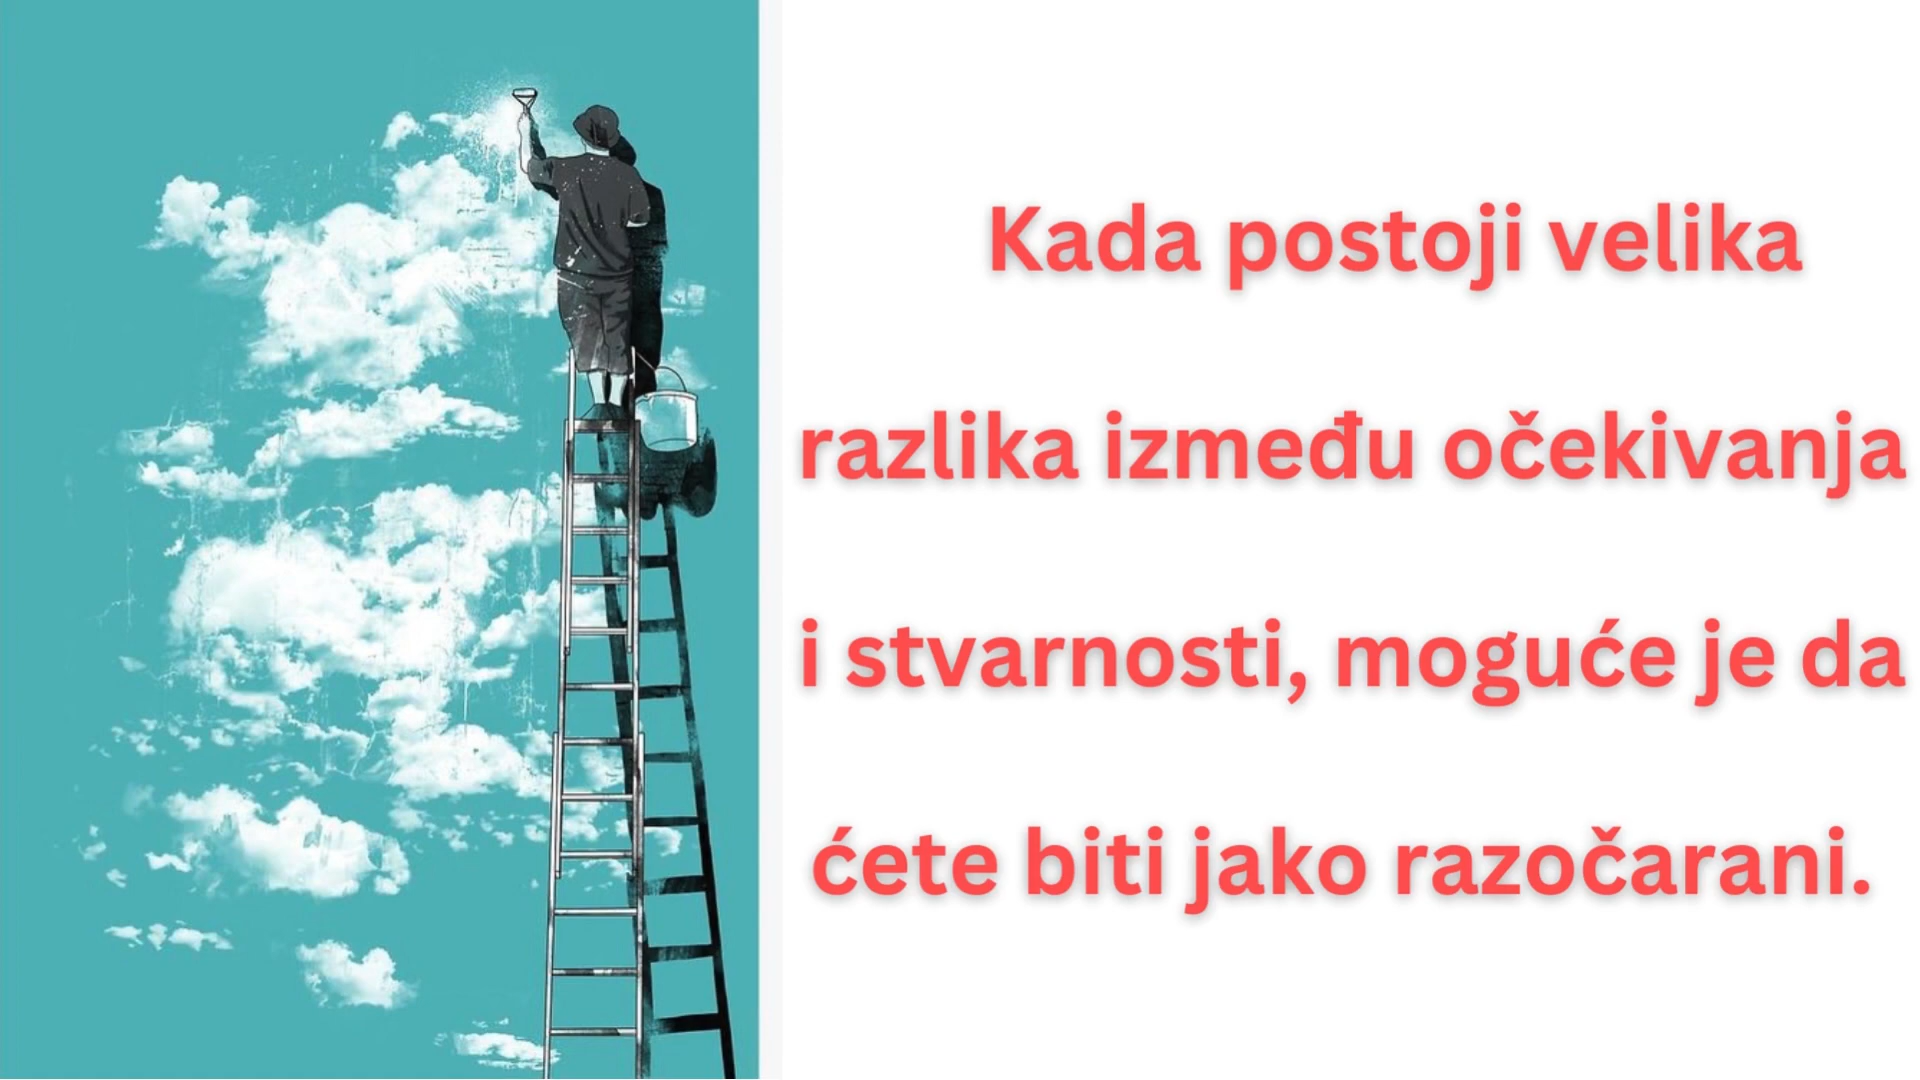 Kada postoji velika
razlika između očekivanja
i stvarnosti, moguće je da
ćete biti jako razočarani.